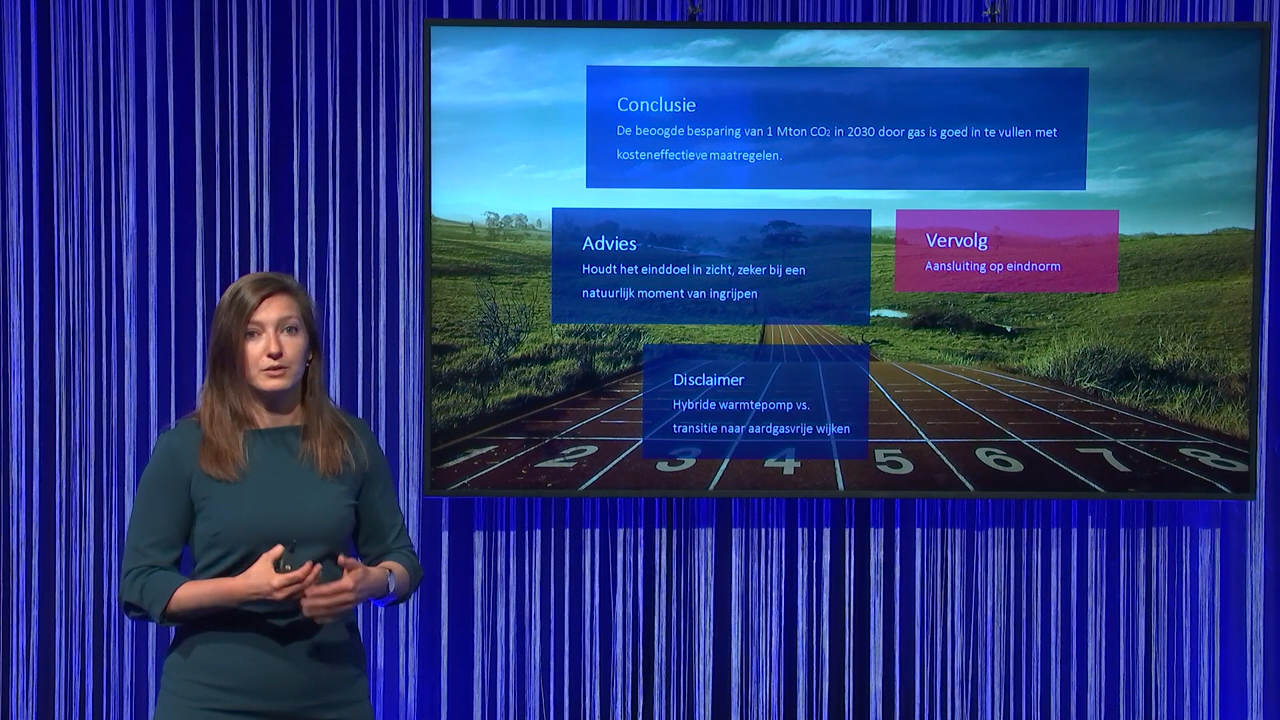 Conclusie
De beoogde besparing van 1 Mton CO₂ in 2030 door gas is goed in te vullen met
kosteneffectieve maatregelen.
Advies
Houdt het einddoel in zicht, zeker bij een
natuurlijk moment van ingrijpen
Vervolg
Aansluiting op eindnorm
Disclaimer
Hybride warmtepomp vs.
transitie naar aardgasvrije wijken
1 2 3 4 5 6 7 8